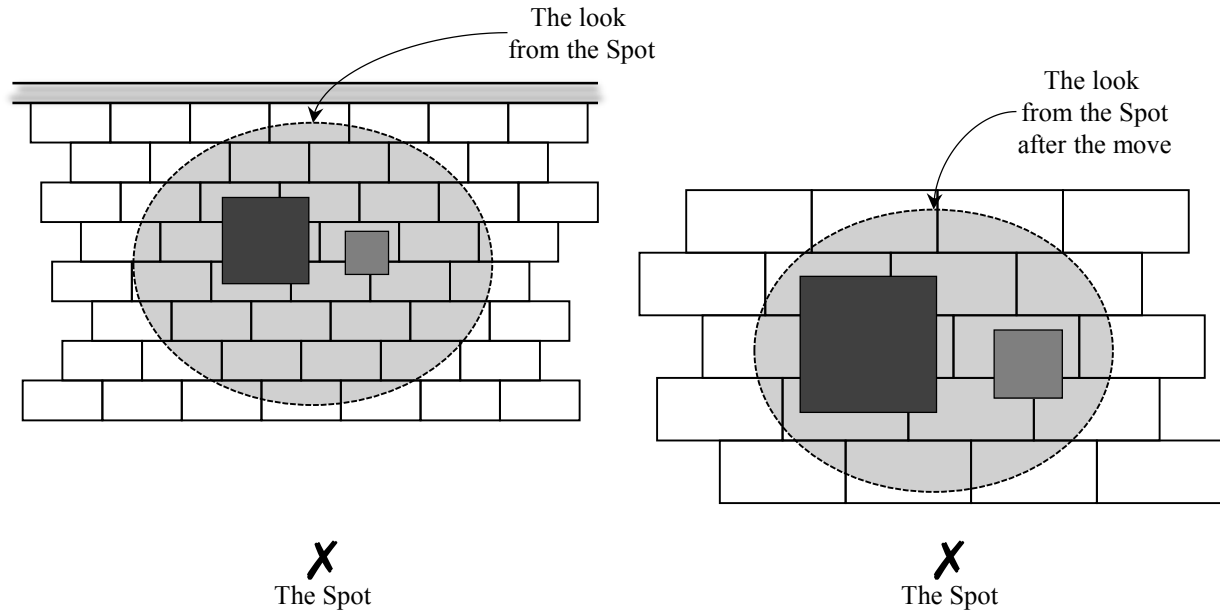 The look
from the Spot
The look
from the Spot
after the move
The Spot
The Spot